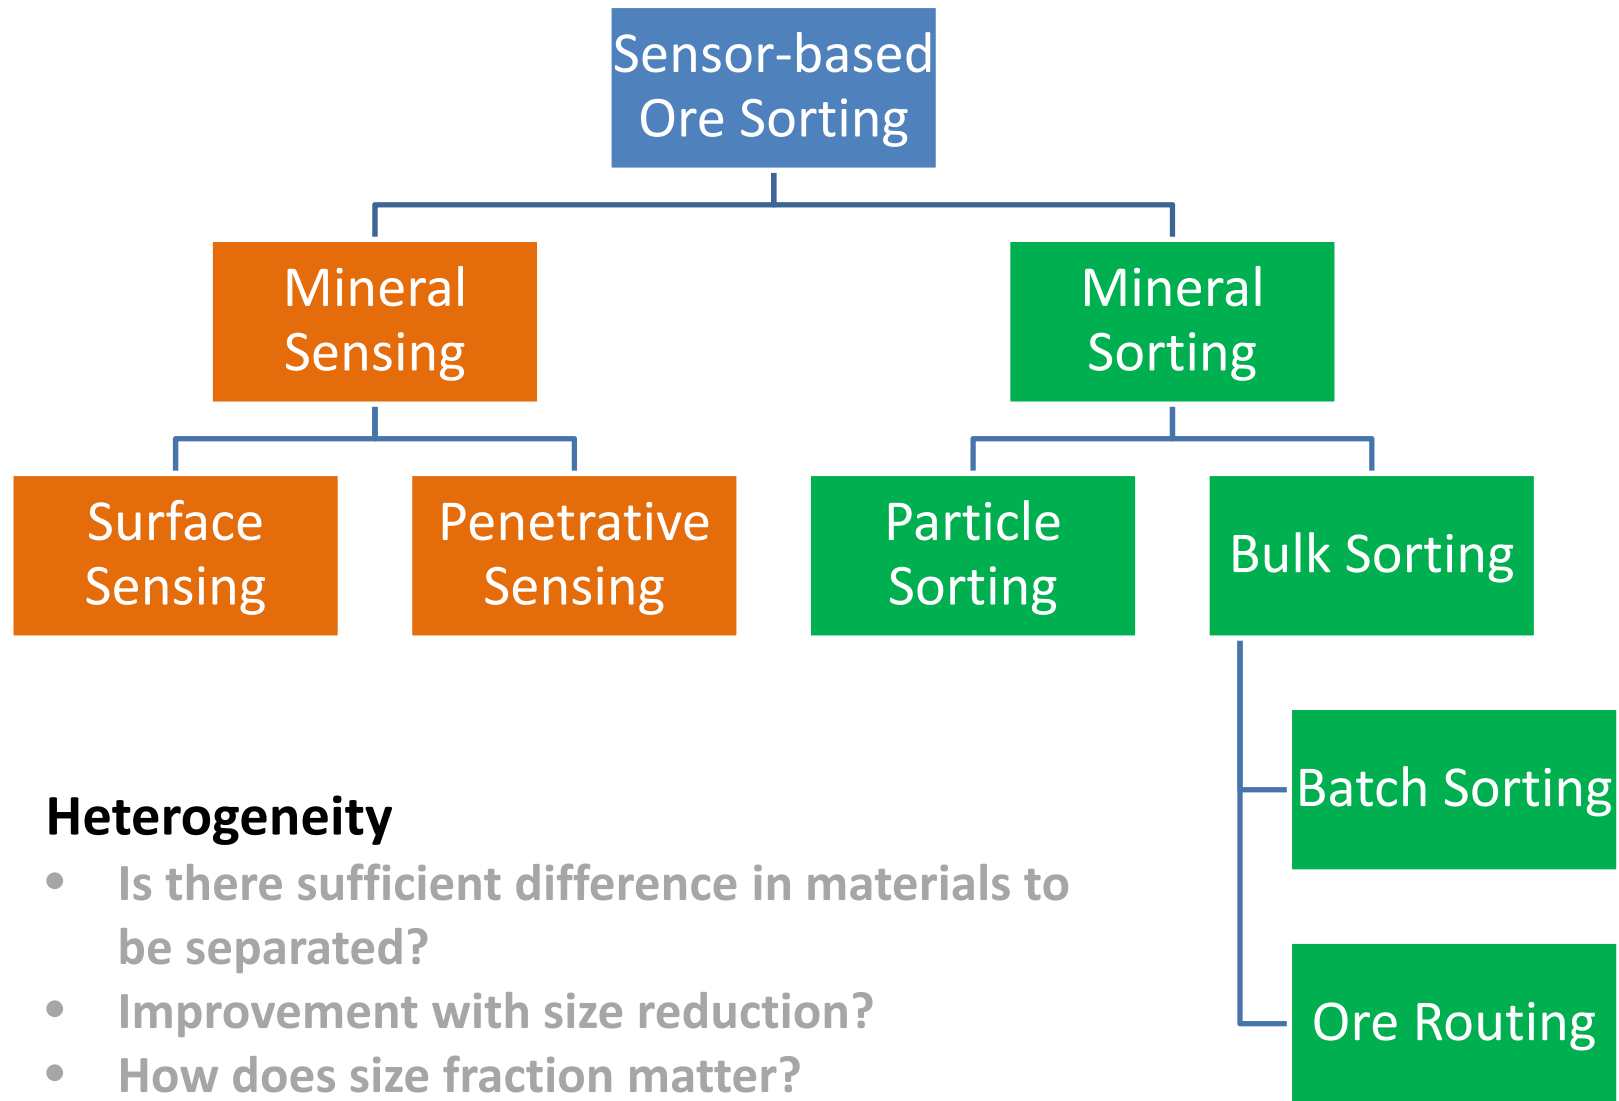 Sensor-based
Ore Sorting
Mineral
Sensing
Mineral
Sorting
Surface
Sensing
Penetrative
Sensing
Particle
Sorting
Bulk Sorting
Batch Sorting
Ore Routing
Heterogeneity
• Is there sufficient difference in materials to
be separated?
• Improvement with size reduction?
• How does size fraction matter?